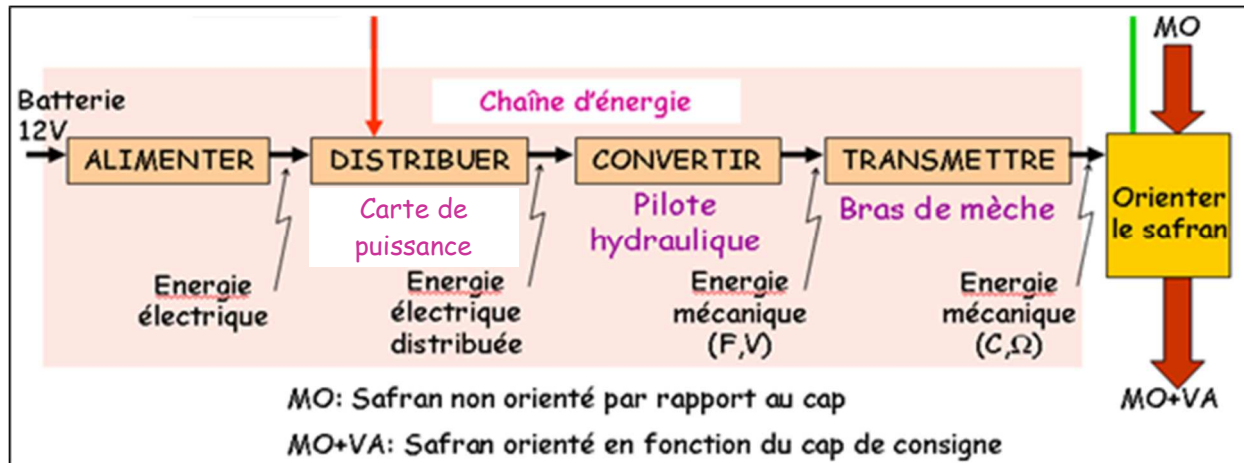 MO
Chaîne d'énergie
Batterie
12V
ALIMENTER
DISTRIBUER
CONVERTIR
TRANSMETTRE
Orienter
le safran
Carte de
puissance
Pilote
hydraulique
Bras de mèche
Energie
électrique
Energie
électrique
distribuée
Energie
mécanique
(F,V)
Energie
mécanique
(C,Ω)
MO+VA
MO: Safran non orienté par rapport au cap
MO+VA: Safran orienté en fonction du cap de consigne